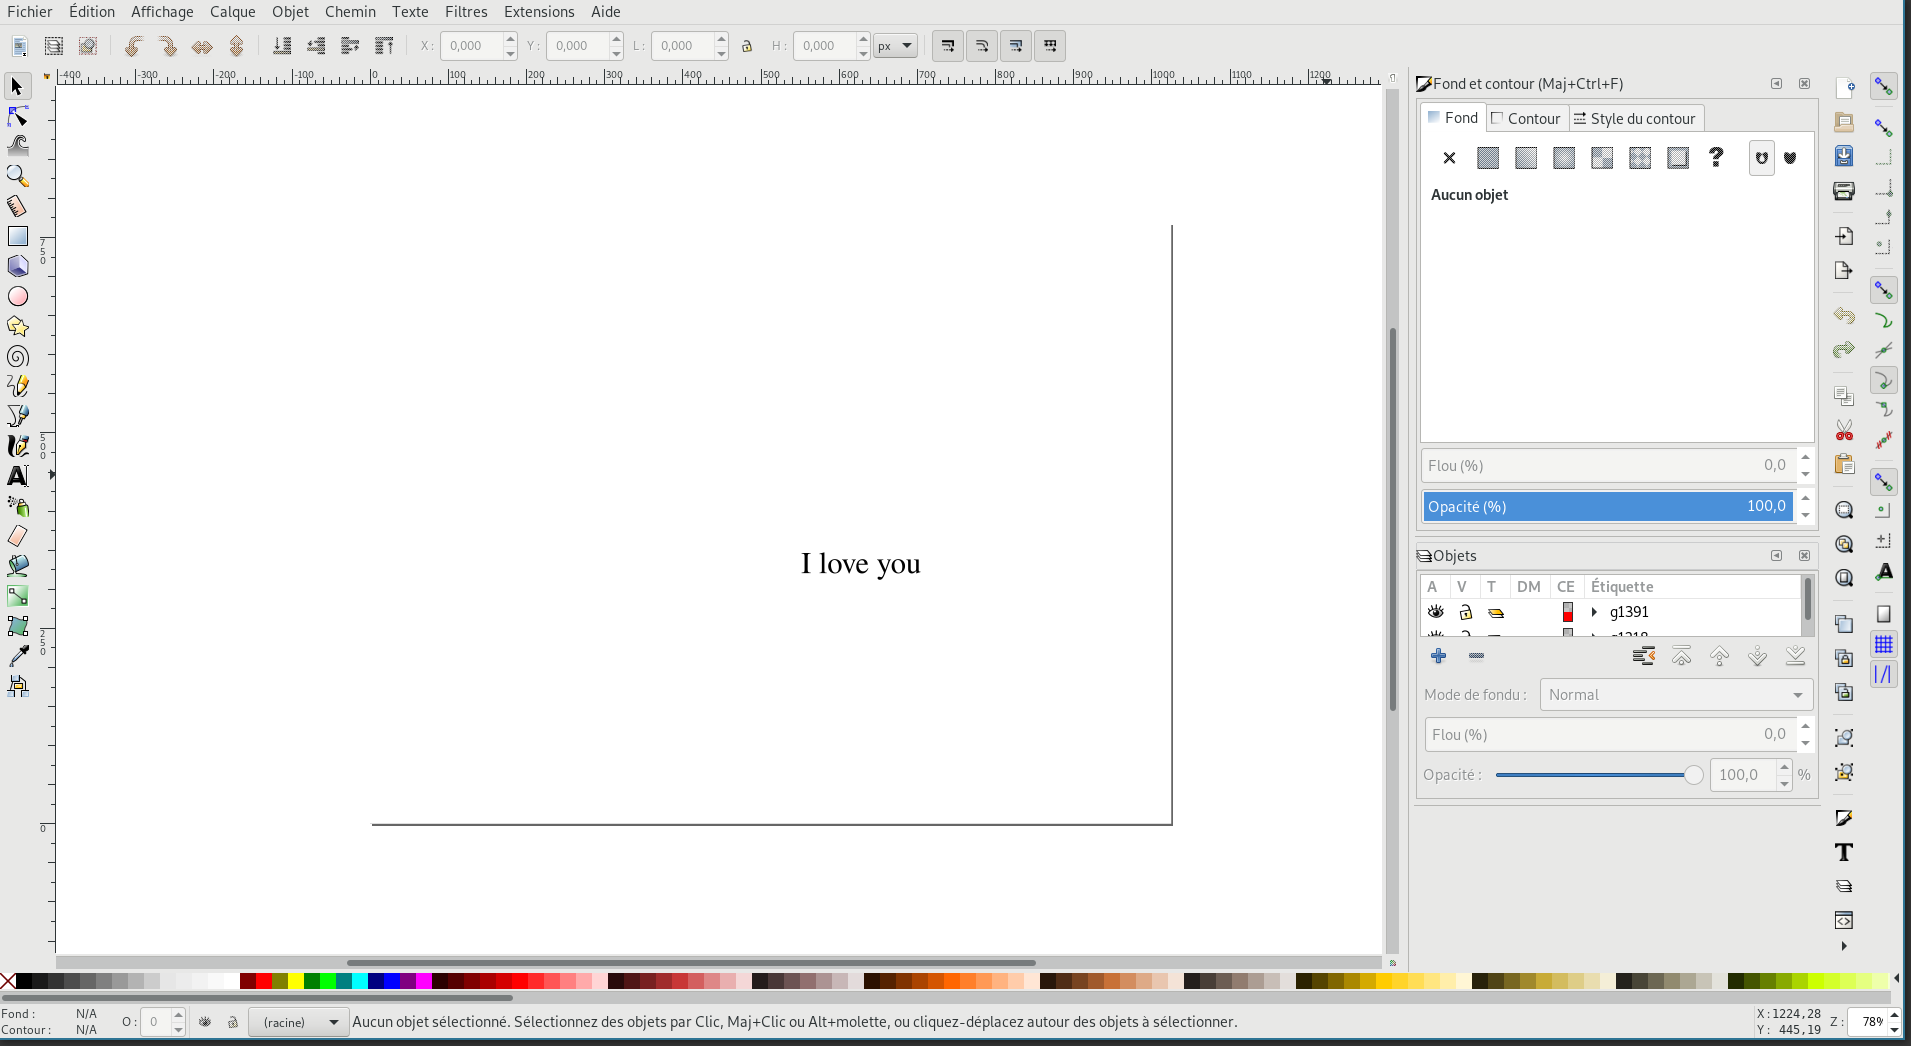 Fichier Édition Affichage Calque Objet Chemin Texte Filtres Extensions Aide
X : 0,000 Y : 0,000 L : 0,000 H : 0,000 px
-400 -300 -200 -100 0 100 200 300 400 500 600 700 800 900 1000 1100 1200
Fond et contour (Maj+Ctrl+F)
Fond Contour Style du contour
Aucun objet
750
500
250
0
Flou (%) 0,0
Opacité (%) 100,0
I love you
Objets
A V T DM CE Étiquette
g1391
Mode de fondu : Normal
Flou (%) 0,0
Opacité : 100,0 %
Fond : N/A
Contour : N/A
O : 0
(racine)
Aucun objet sélectionné. Sélectionnez des objets par Clic, Maj+Clic ou Alt+molette, ou cliquez-déplacez autour des objets à sélectionner.
X: 1224,28
Y: 445,19
Z : 78%